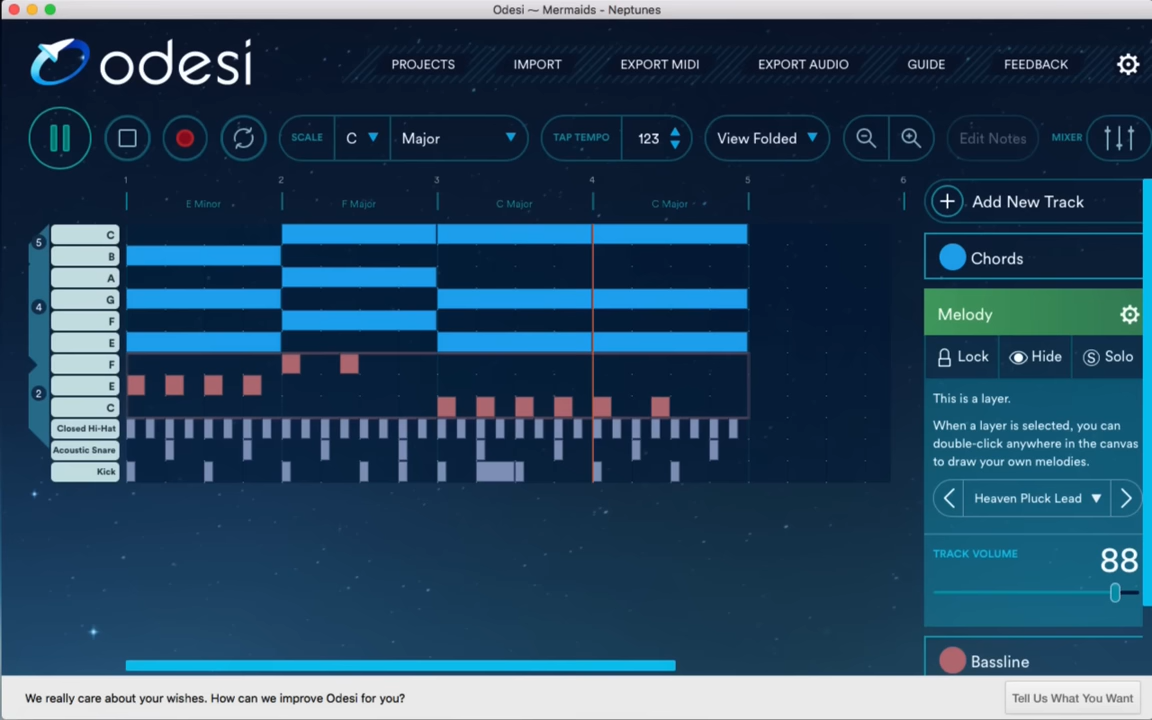 Odesi ~ Mermaids - Neptunes
odesi
PROJECTS IMPORT EXPORT MIDI EXPORT AUDIO GUIDE FEEDBACK
SCALE C Major TAP TEMPO 123 View Folded Edit Notes MIXER
1 2 3 4 5 6
E Minor F Major C Major C Major
Add New Track
5 C
B
Chords
A
4 G
Melody
F
E
Lock Hide S Solo
F
2 E
This is a layer.
C
When a layer is selected, you can
Closed Hi-Hat
double-click anywhere in the canvas
Acoustic Snare
to draw your own melodies.
Kick
Heaven Pluck Lead
TRACK VOLUME 88
Bassline
We really care about your wishes. How can we improve Odesi for you?
Tell Us What You Want